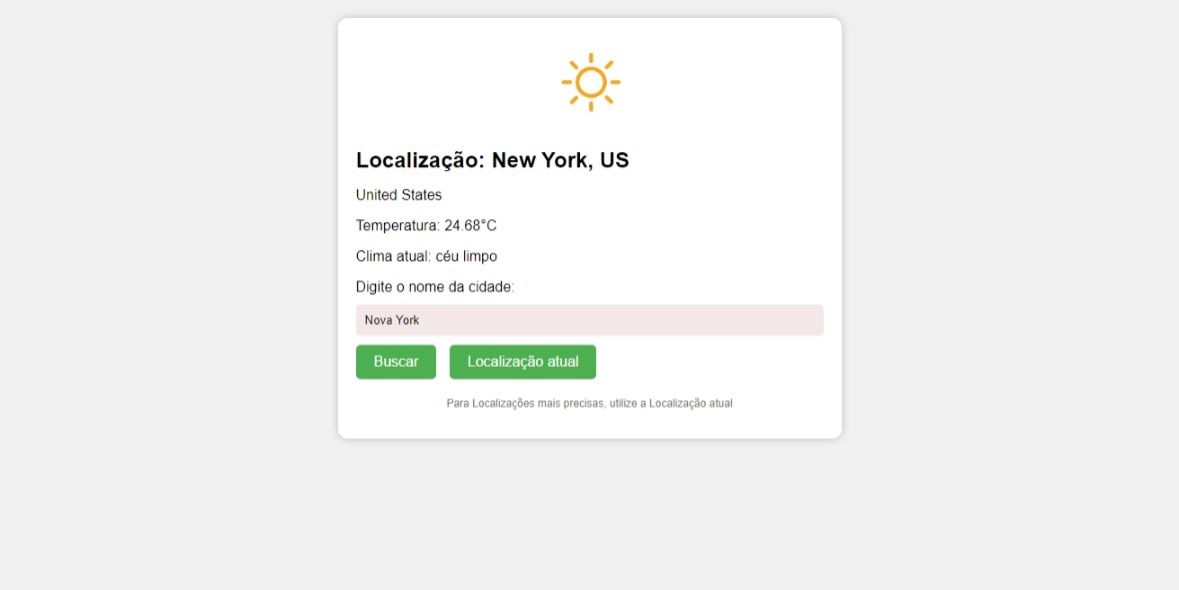 Localização: New York, US
United States
Temperatura: 24.68°C
Clima atual: céu limpo
Digite o nome da cidade:
Nova York
Buscar Localização atual
Para Localizações mais precisas, utilize a Localização atual